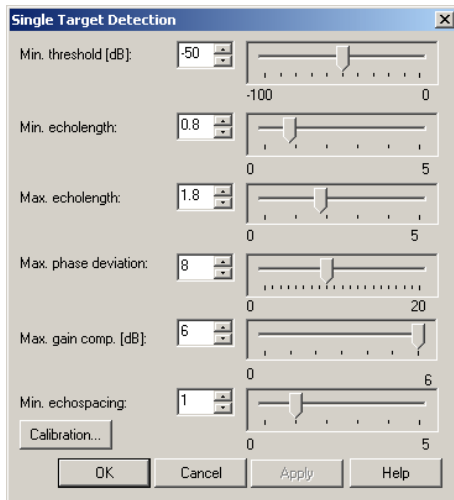 Single Target Detection
Min. threshold [dB]: -50
-100 0
Min. echolength: 0.8
0 5
Max. echolength: 1.8
0 5
Max. phase deviation: 8
0 20
Max. gain comp. [dB]: 6
0 6
Min. echospacing: 1
0 5
Calibration...
OK Cancel Apply Help